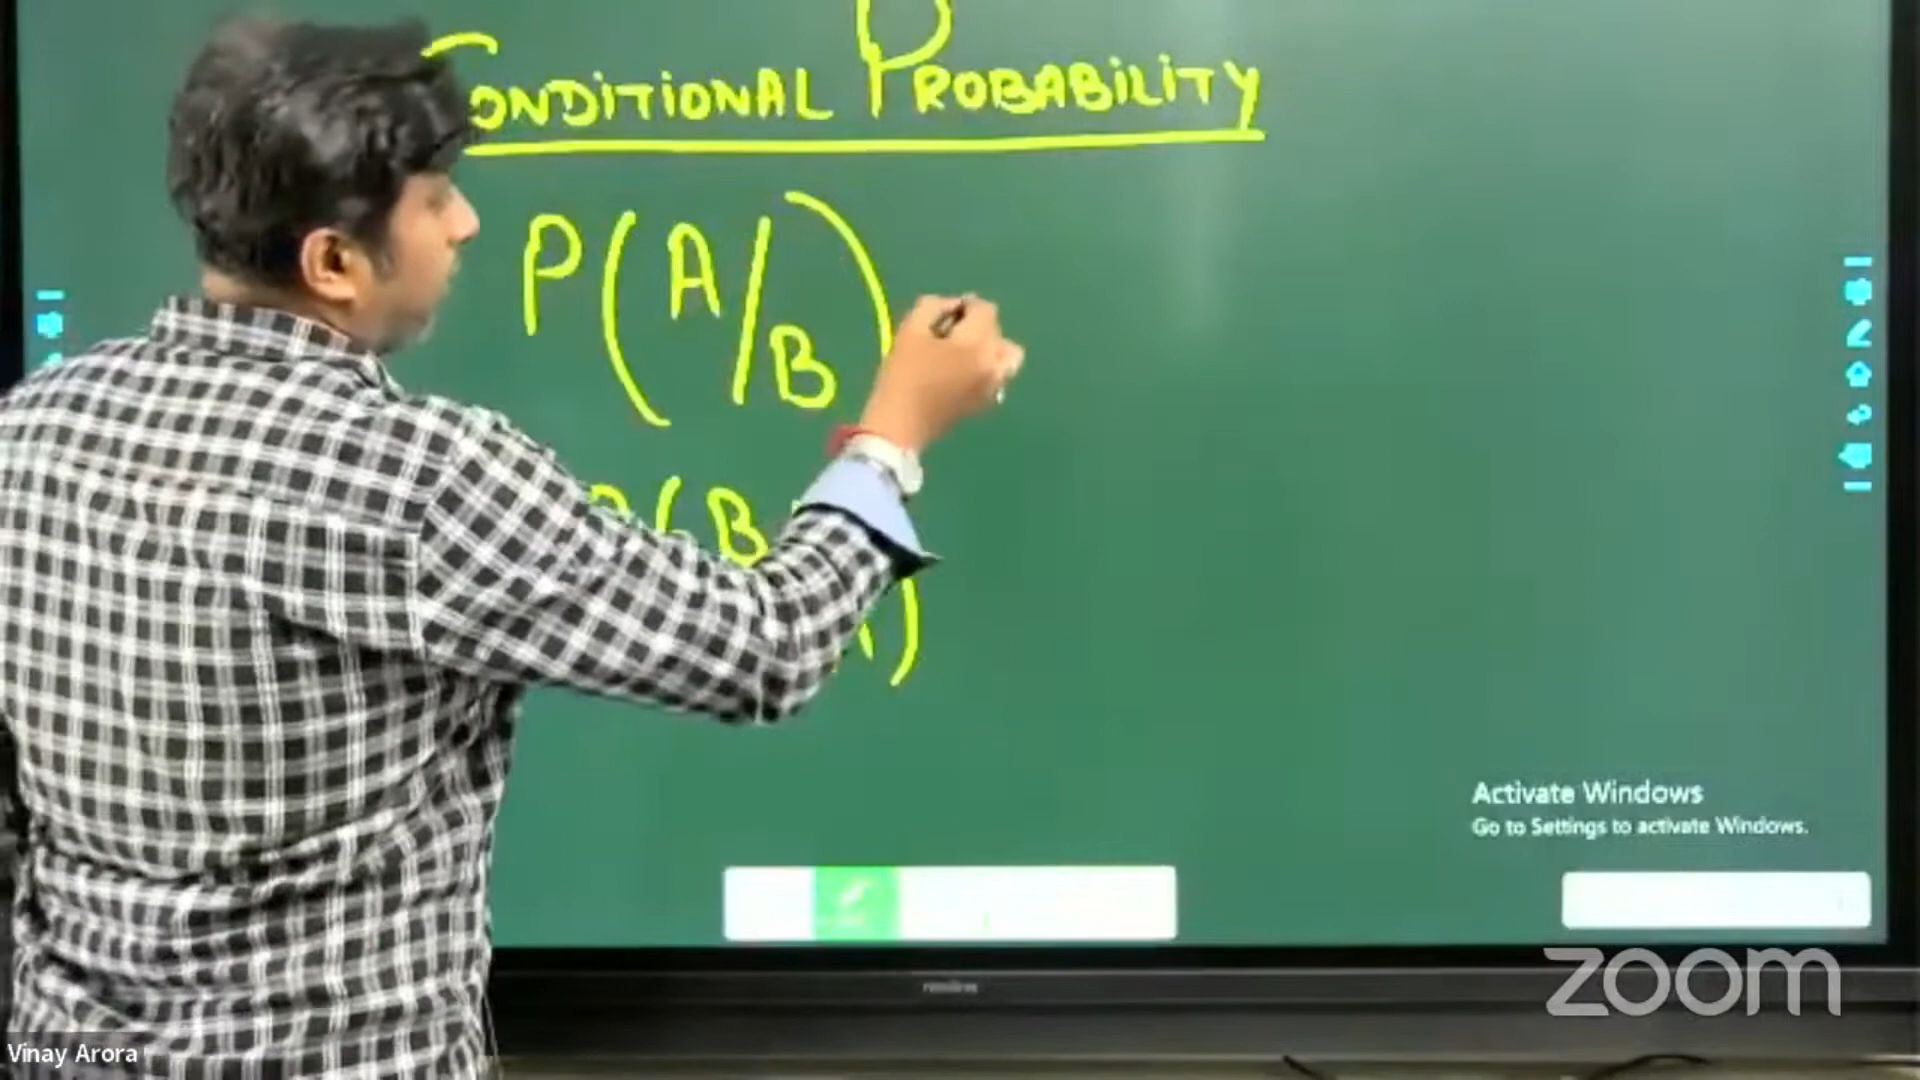 CONDITIONAL PROBABILITY
P(A/B)
P(B
)
Activate Windows
Go to Settings to activate Windows.
zoom
Vinay Arora